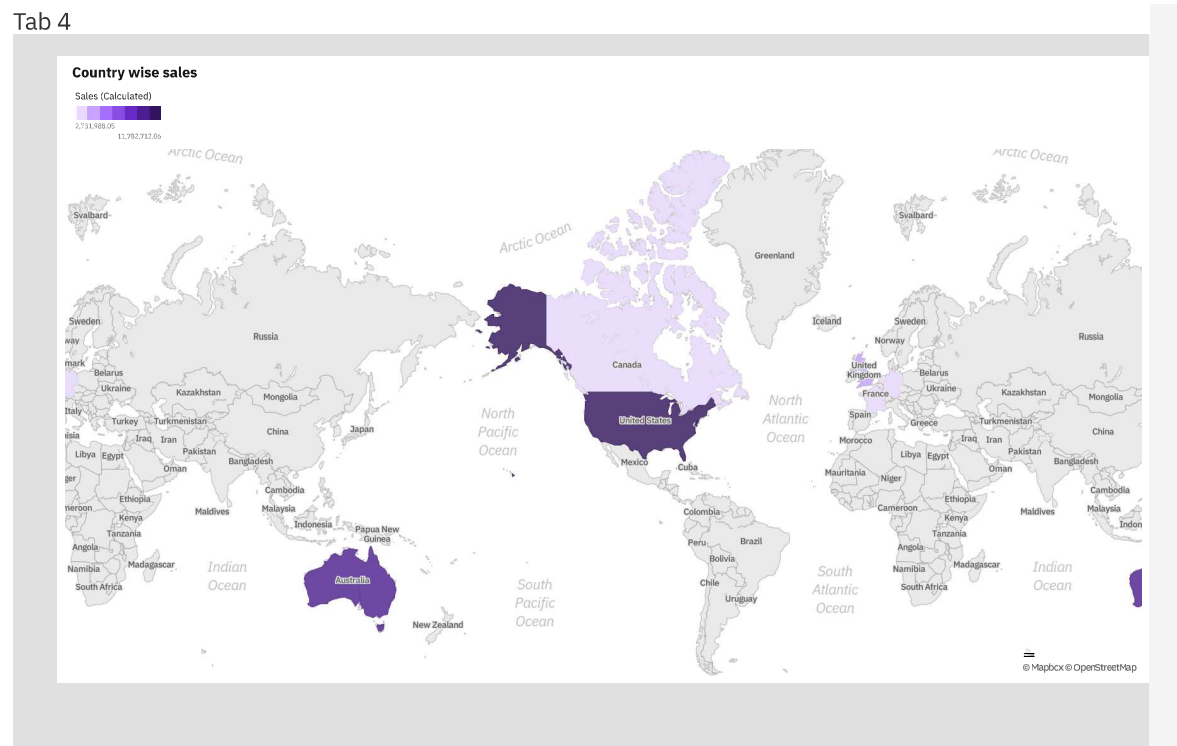 Tab 4
Country wise sales
Sales (Calculated)
2,731,988.05
11,782,712.06
Arctic Ocean
Arctic Ocean
Svalbard
Svalbard
Arctic Ocean
Greenland
Sweden
Iceland
Sweden
way
Russia
Norway
Russia
mark
Belarus
Canada
United
Kingdom
Belarus
Ukraine
Kazakhstan
Mongolia
France
Ukraine
Kazakhstan
Mongolia
Italy
Turkey
Turkmenistan
Japan
North
Pacific
Ocean
United States
North
Atlantic
Ocean
Spain
Greece
Turkmenistan
China
China
Iraq
Iran
Morocco
Iraq
Iran
Libya
Egypt
Pakistan
Bangladesh
Mexico
Cuba
Libya
Egypt
Pakistan
Bangladesh
Oman
Mauritania
Niger
Oman
ger
Cambodia
Cambodia
Ethiopia
Ethiopia
meroon
Kenya
Maldives
Malaysia
Colombia
Cameroon
Kenya
Maldives
Malaysia
Indonesia
Indon
Papua New
Guinea
Tanzania
Peru
Brazil
Tanzania
Angola
Bolivia
Angola
Namibia
Madagascar
Indian
Ocean
Australia
Namibia
Madagascar
Indian
Ocean
South Africa
South
Pacific
Ocean
Chile
South
Atlantic
Ocean
South Africa
Uruguay
New Zealand
© Mapbox © OpenStreetMap